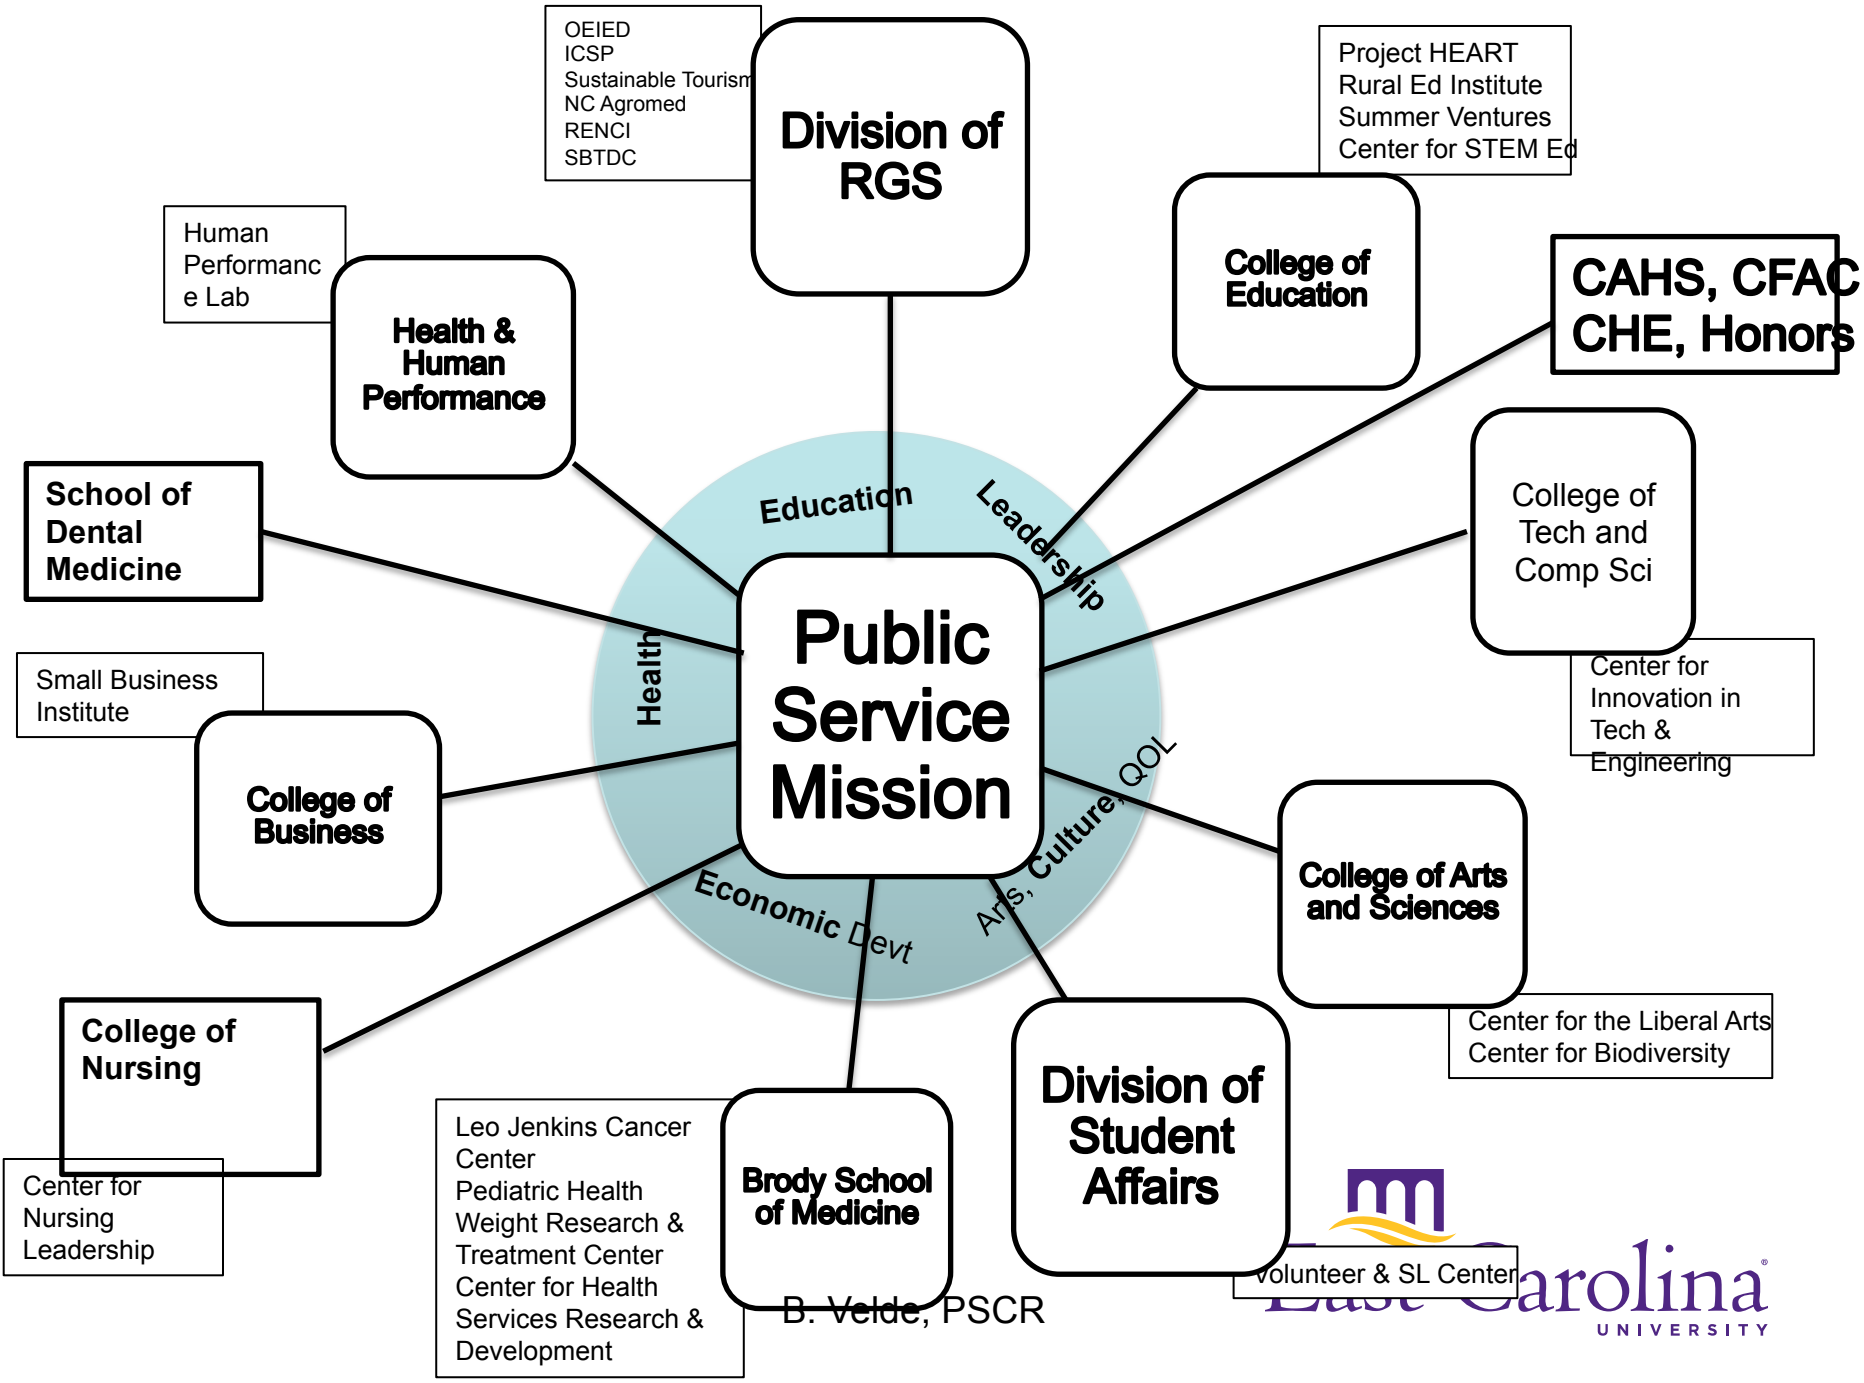 OEIED
ICSP
Sustainable Tourism
NC Agromed
RENCI
SBTDC
Division of
RGS
Project HEART
Rural Ed Institute
Summer Ventures
Center for STEM Ed
College of
Education
CAHS, CFAC
CHE, Honors
Human
Performanc
e Lab
Health &
Human
Performance
School of
Dental
Medicine
College of
Tech and
Comp Sci
Center for
Innovation in
Tech &
Engineering
Education
Leadership
Health
Arts, Culture, QOL
Economic Devt
Public
Service
Mission
Small Business
Institute
College of
Business
College of Arts
and Sciences
Center for the Liberal Arts
Center for Biodiversity
College of
Nursing
Center for
Nursing
Leadership
Leo Jenkins Cancer
Center
Pediatric Health
Weight Research &
Treatment Center
Center for Health
Services Research &
Development
Brody School
of Medicine
Division of
Student
Affairs
Volunteer & SL Center
B. Velde, PSCR
East Carolina®
UNIVERSITY